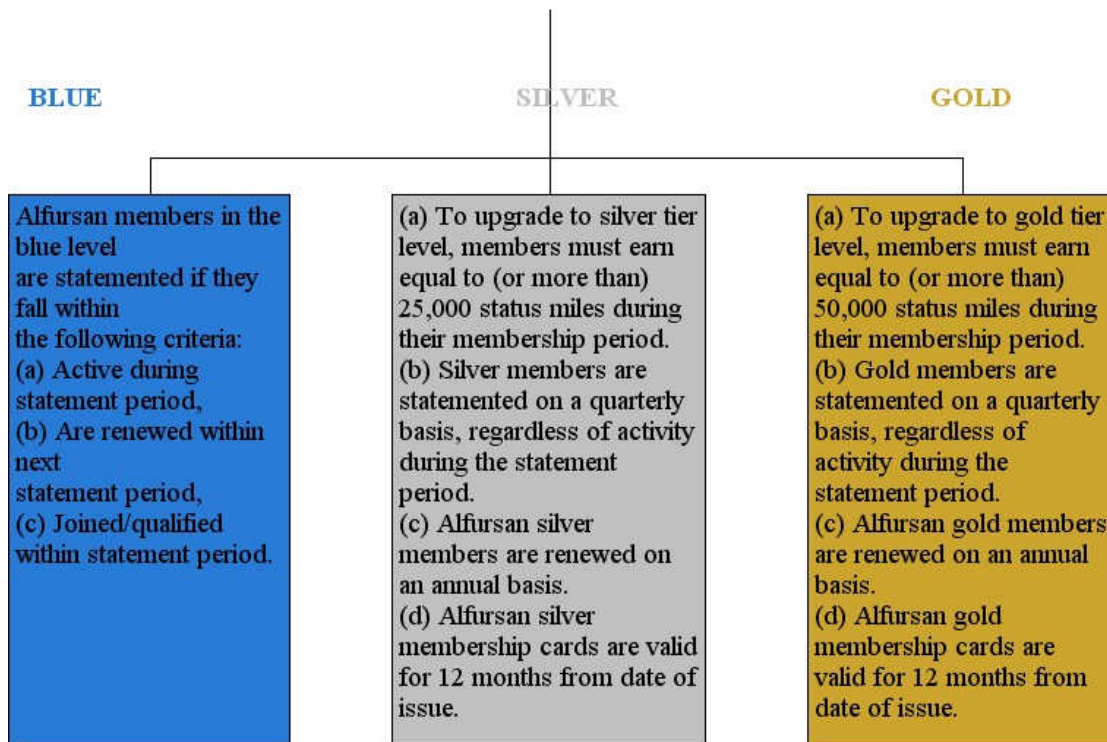 BLUE
SILVER
GOLD
Alfursan members in the
blue level
are statemented if they
fall within
the following criteria:
(a) Active during
statement period,
(b) Are renewed within
next
statement period,
(c) Joined/qualified
within statement period.
(a) To upgrade to silver tier
level, members must earn
equal to (or more than)
25,000 status miles during
their membership period.
(b) Silver members are
statemented on a quarterly
basis, regardless of activity
during the statement
period.
(c) Alfursan silver
members are renewed on
an annual basis.
(d) Alfursan silver
membership cards are valid
for 12 months from date of
issue.
(a) To upgrade to gold tier
level, members must earn
equal to (or more than)
50,000 status miles during
their membership period.
(b) Gold members are
statemented on a quarterly
basis, regardless of
activity during the
statement period.
(c) Alfursan gold members
are renewed on an annual
basis.
(d) Alfursan gold
membership cards are
valid for 12 months from
date of issue.